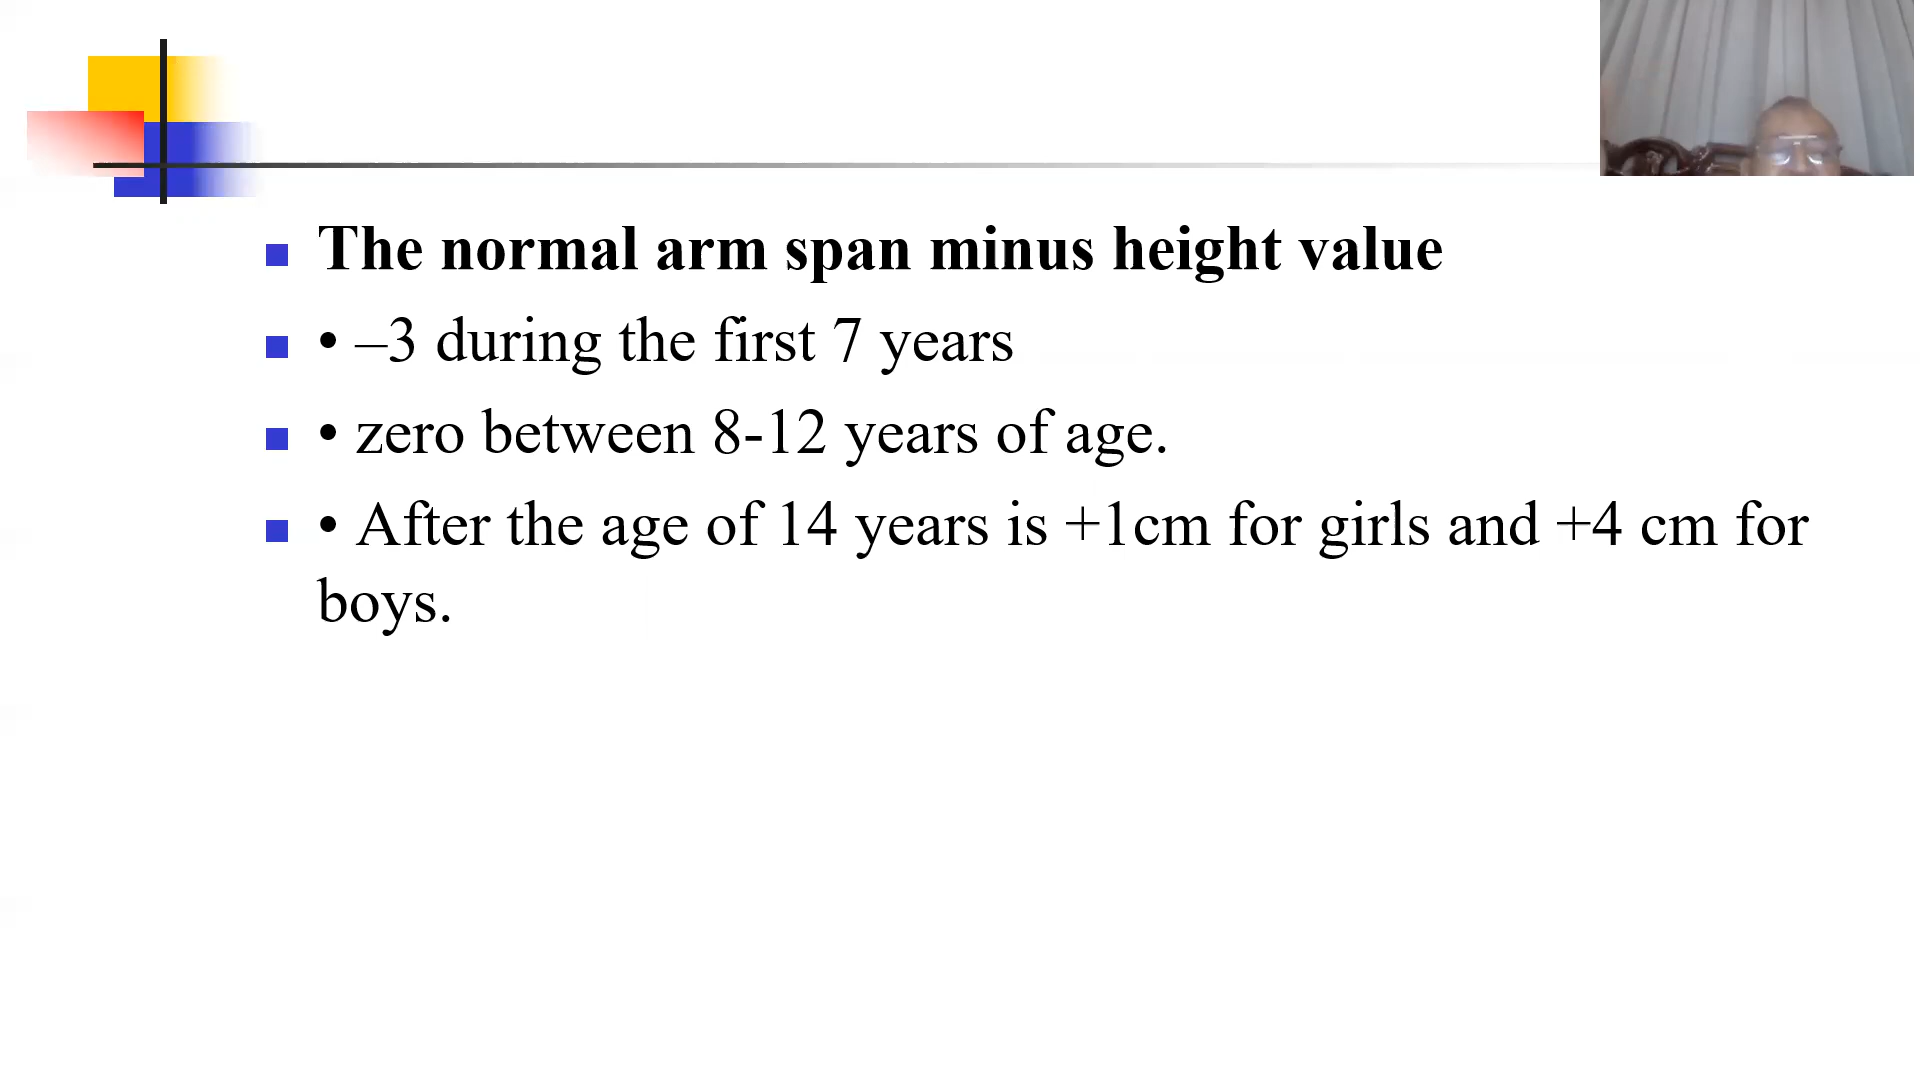 The normal arm span minus height value
• –3 during the first 7 years
• zero between 8-12 years of age.
• After the age of 14 years is +1cm for girls and +4 cm for
boys.